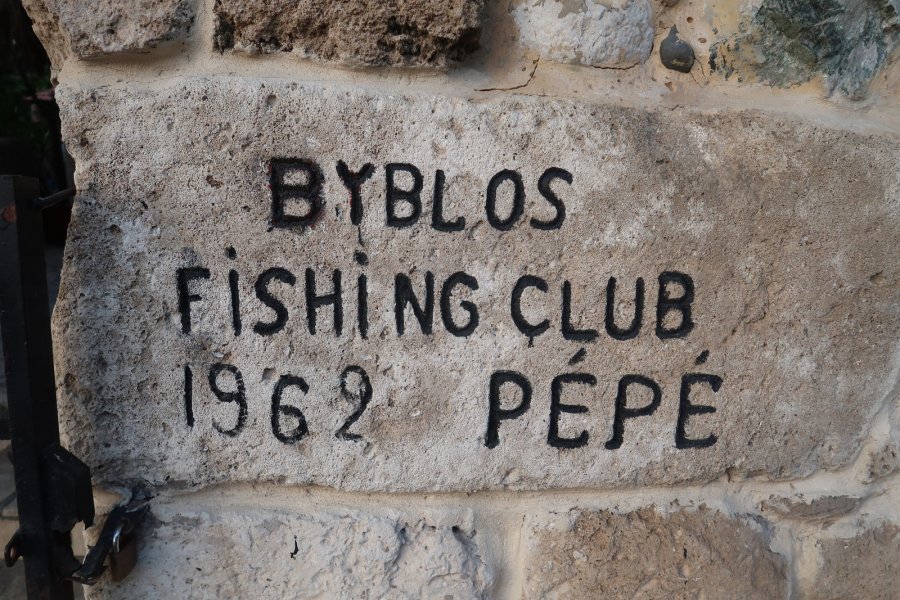 BYBLOS
FiSHiNG ÇLUB
1962 PÉPÉ